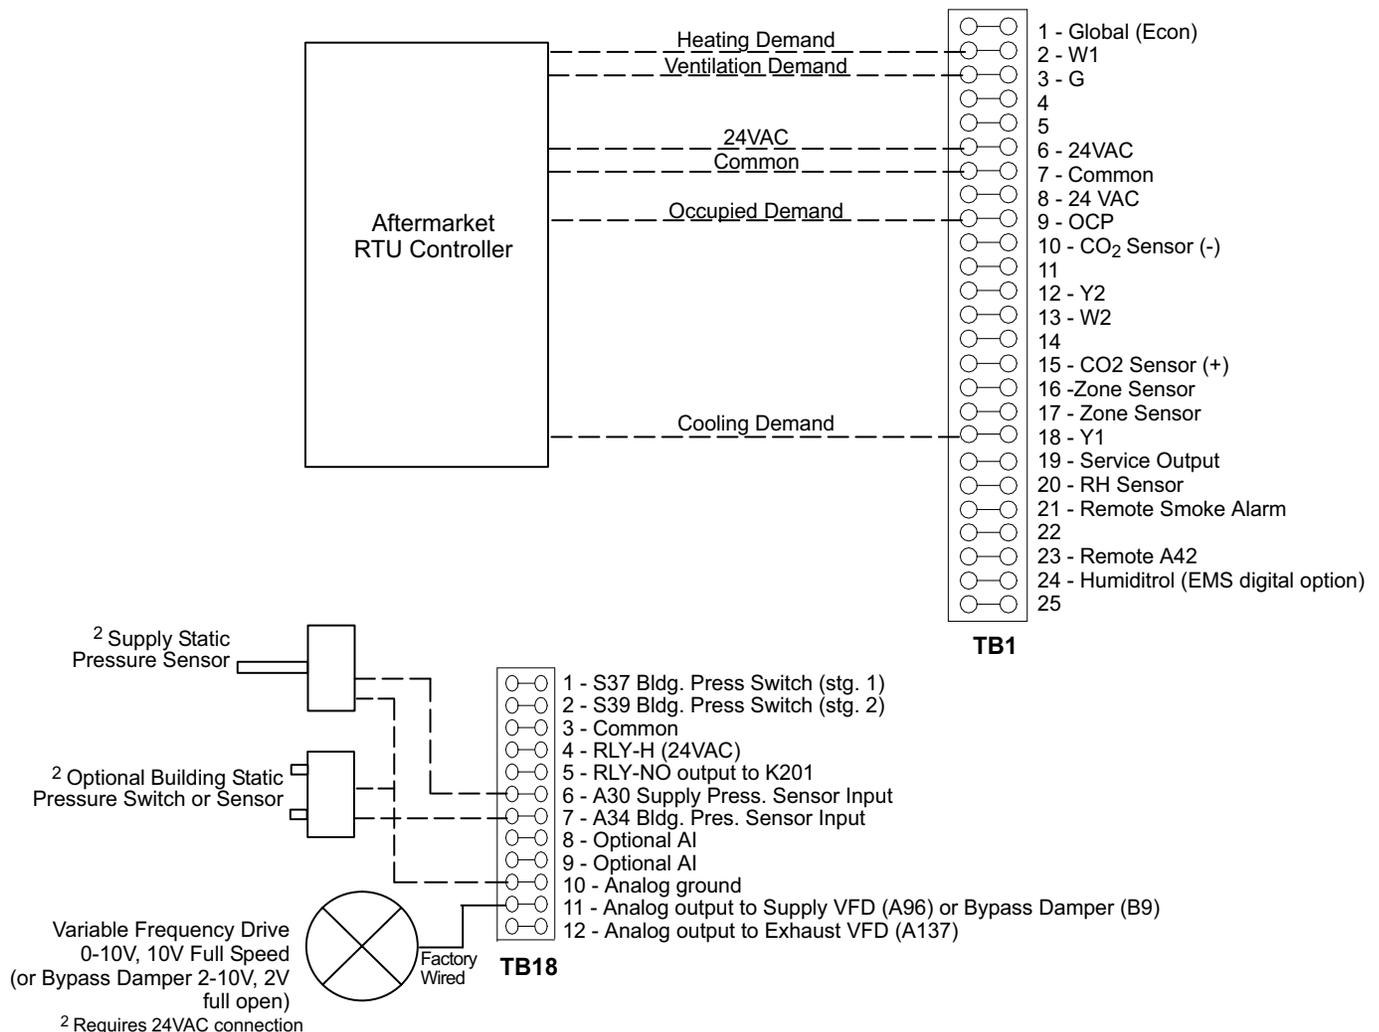 Heating Demand
Ventilation Demand
24VAC
Common
Occupied Demand
Cooling Demand
Aftermarket
RTU Controller
1 - Global (Econ)
2 - W1
3 - G
4
5
6 - 24VAC
7 - Common
8 - 24 VAC
9 - OCP
10 - CO2 Sensor (-)
11
12 - Y2
13 - W2
14
15 - CO2 Sensor (+)
16 -Zone Sensor
17 - Zone Sensor
18 - Y1
19 - Service Output
20 - RH Sensor
21 - Remote Smoke Alarm
22
23 - Remote A42
24 - Humiditrol (EMS digital option)
25
TB1
2 Supply Static
Pressure Sensor
2 Optional Building Static
Pressure Switch or Sensor
1 - S37 Bldg. Press Switch (stg. 1)
2 - S39 Bldg. Press Switch (stg. 2)
3 - Common
4 - RLY-H (24VAC)
5 - RLY-NO output to K201
6 - A30 Supply Press. Sensor Input
7 - A34 Bldg. Pres. Sensor Input
8 - Optional AI
9 - Optional AI
10 - Analog ground
11 - Analog output to Supply VFD (A96) or Bypass Damper (B9)
12 - Analog output to Exhaust VFD (A137)
TB18
Variable Frequency Drive
0-10V, 10V Full Speed
(or Bypass Damper 2-10V, 2V
full open)
Factory
Wired
2 Requires 24VAC connection